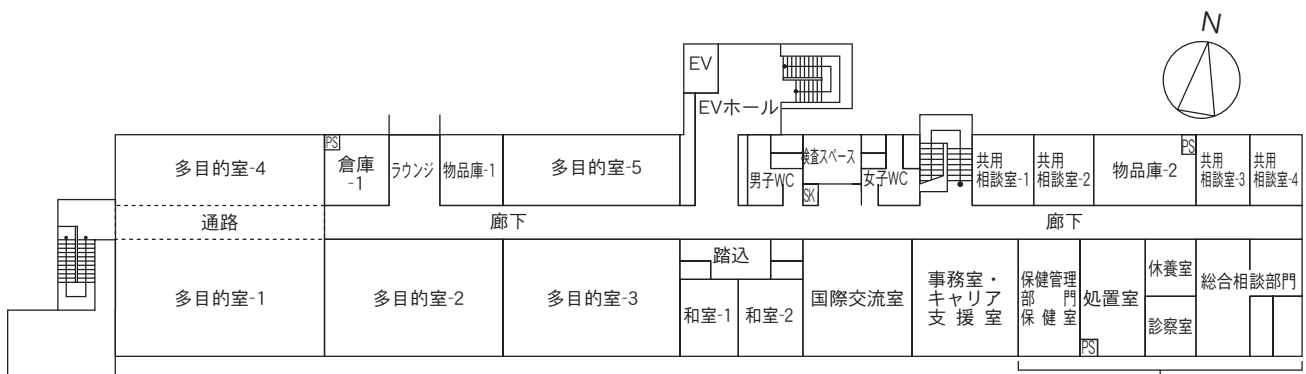 N
EV
EVホール
多目的室-4
PS
倉庫
-1
ラウンジ
物品庫-1
多目的室-5
男子WC
検査スペース
SK
女子WC
共用
相談室-1
共用
相談室-2
物品庫-2
PS
共用
相談室-3
共用
相談室-4
通路
廊下
廊下
多目的室-1
多目的室-2
多目的室-3
踏込
和室-1
和室-2
国際交流室
事務室・
キャリア
支援室
保健管理
部門
保健室
処置室
PS
休養室
診察室
総合相談部門